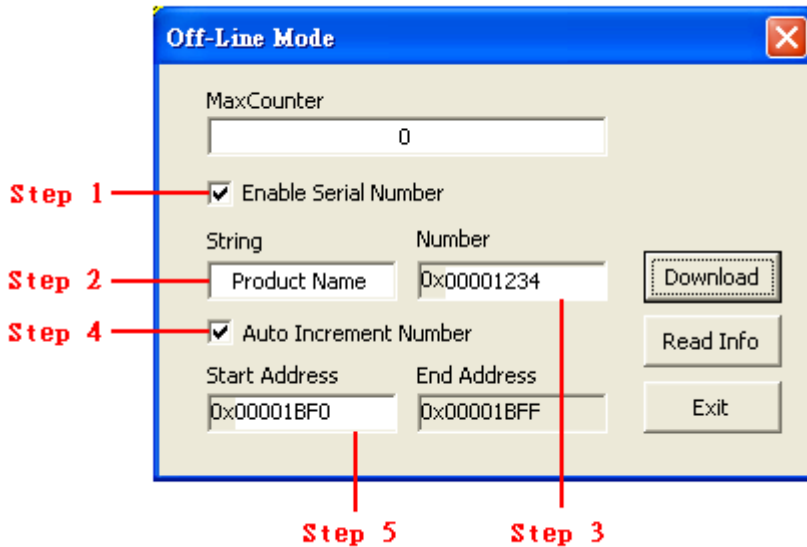 Off-Line Mode
MaxCounter
0
Step 1
Enable Serial Number
String
Number
Step 2
Product Name
0x00001234
Download
Step 4
Auto Increment Number
Read Info
Start Address
End Address
0x00001BF0
0x00001BFF
Exit
Step 5
Step 3